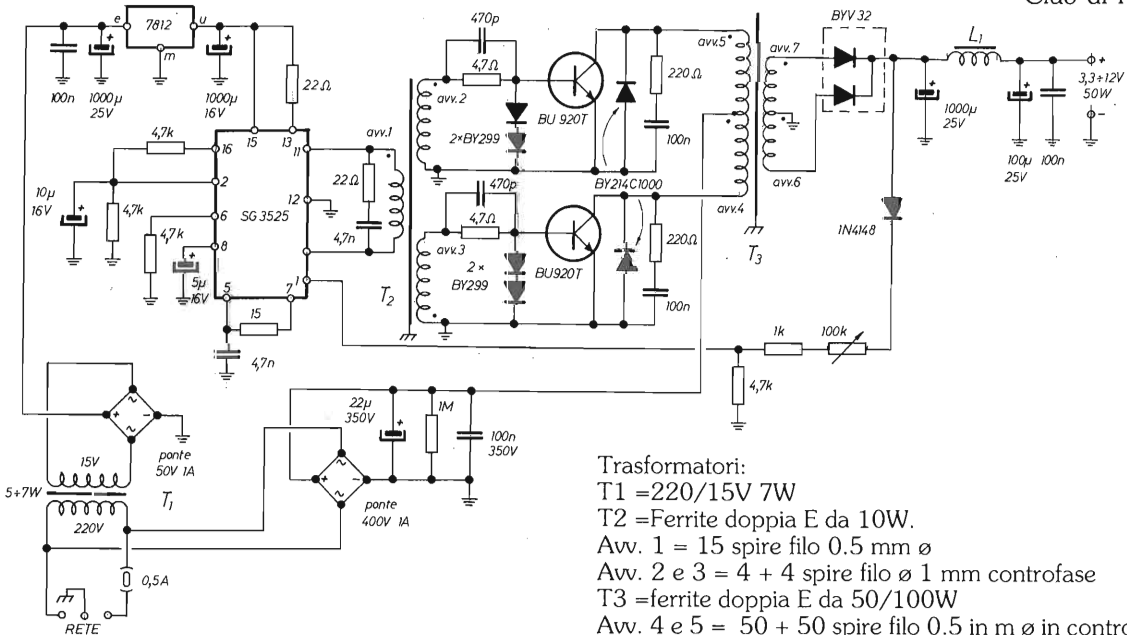 Ciao di
470p
4,7Ω
avv.2
2×BY299
BU 920T
220Ω
100n
avv.5
avv.7
BYV 32
L1
+
3,3÷12V
50W
-
1000µ
25V
100µ
25V
100n
e
7812
u
m
100n
1000µ
25V
1000µ
16V
22Ω
4,7k
16
15
13
11
2
6
8
5
7
1
12
SG 3525
10µ
16V
4,7k
4,7k
5µ
16V
15
4,7n
avv.1
22Ω
4,7n
T2
470p
4,7Ω
avv.3
2 ×
BY299
BU920T
BY214C1000
220Ω
100n
avv.4
T3
avv.6
1N4148
1k
100k
4,7k
ponte
50V 1A
15V
5÷7W
T1
220V
0,5A
RETE
22µ
350V
1M
100n
350V
ponte
400V 1A
Trasformatori:
T1 =220/15V 7W
T2 =Ferrite doppia E da 10W.
Avv. 1 = 15 spire filo 0.5 mm ø
Avv. 2 e 3 = 4 + 4 spire filo ø 1 mm controfase
T3 =ferrite doppia E da 50/100W
Avv. 4 e 5 = 50 + 50 spire filo 0.5 in m ø in contro